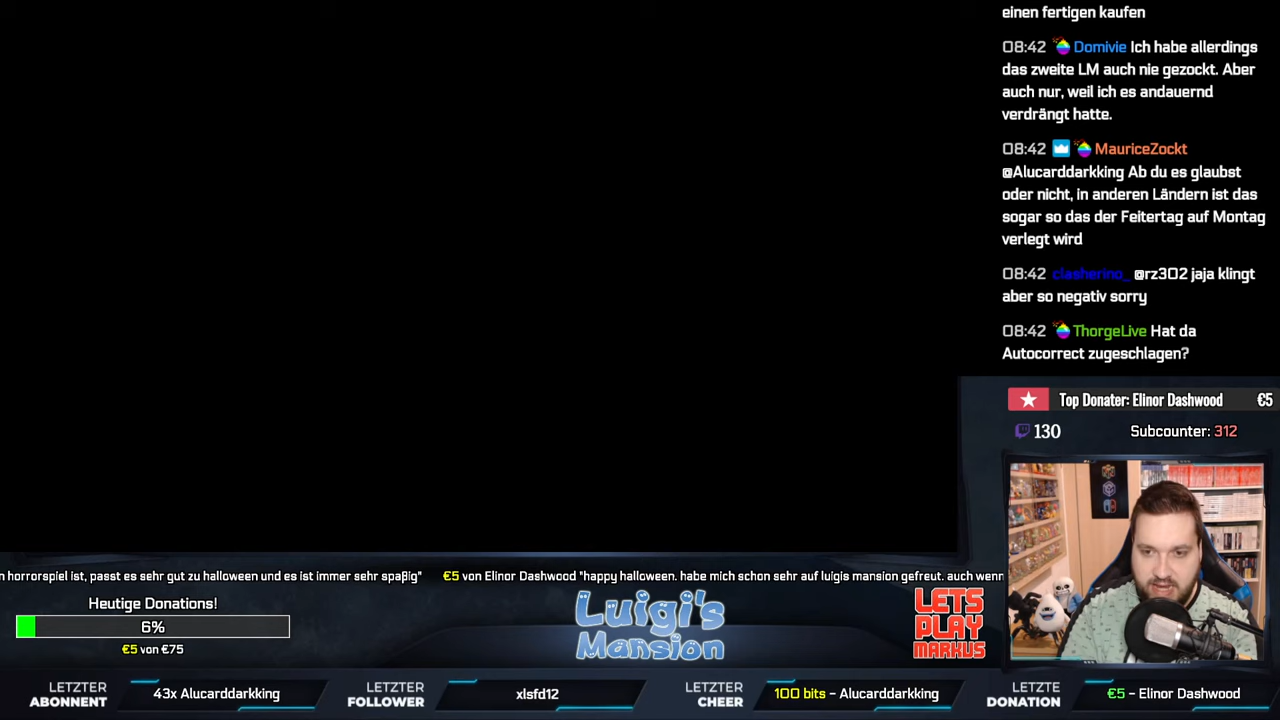 einen fertigen kaufen
08:42 Domivie Ich habe allerdings
das zweite LM auch nie gezockt. Aber
auch nur, weil ich es andauernd
verdrängt hatte.
08:42 MauriceZockt
@Alucarddarkking Ab du es glaubst
oder nicht, in anderen Ländern ist das
sogar so das der Feitertag auf Montag
verlegt wird
08:42 clasherino_ @rz302 jaja klingt
aber so negativ sorry
08:42 ThorgeLive Hat da
Autocorrect zugeschlagen?
Top Donater: Elinor Dashwood €5
130 Subcounter: 312
n horrorspiel ist, passt es sehr gut zu halloween und es ist immer sehr spaßig" €5 von Elinor Dashwood "happy halloween. habe mich schon sehr auf luigis mansion gefreut. auch wenn
Heutige Donations!
6%
€5 von €75
Luigi's
Mansion
LETS
PLAY
MARKUS
LETZTER
ABONNENT
43x Alucarddarkking
LETZTER
FOLLOWER
xlsfd12
LETZTER
CHEER
100 bits - Alucarddarkking
LETZTE
DONATION
€5 - Elinor Dashwood